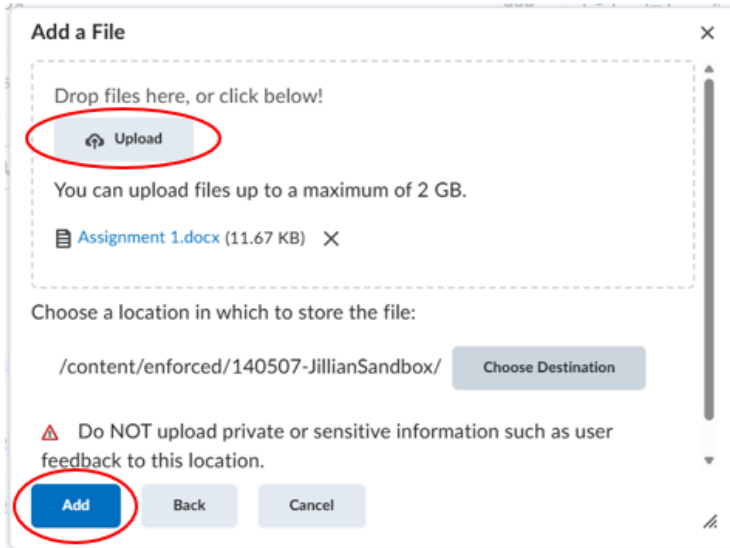 Add a File
Drop files here, or click below!
Upload
You can upload files up to a maximum of 2 GB.
Assignment 1.docx (11.67 KB)
Choose a location in which to store the file:
/content/enforced/140507-JillianSandbox/ Choose Destination
Do NOT upload private or sensitive information such as user
feedback to this location.
Add Back Cancel